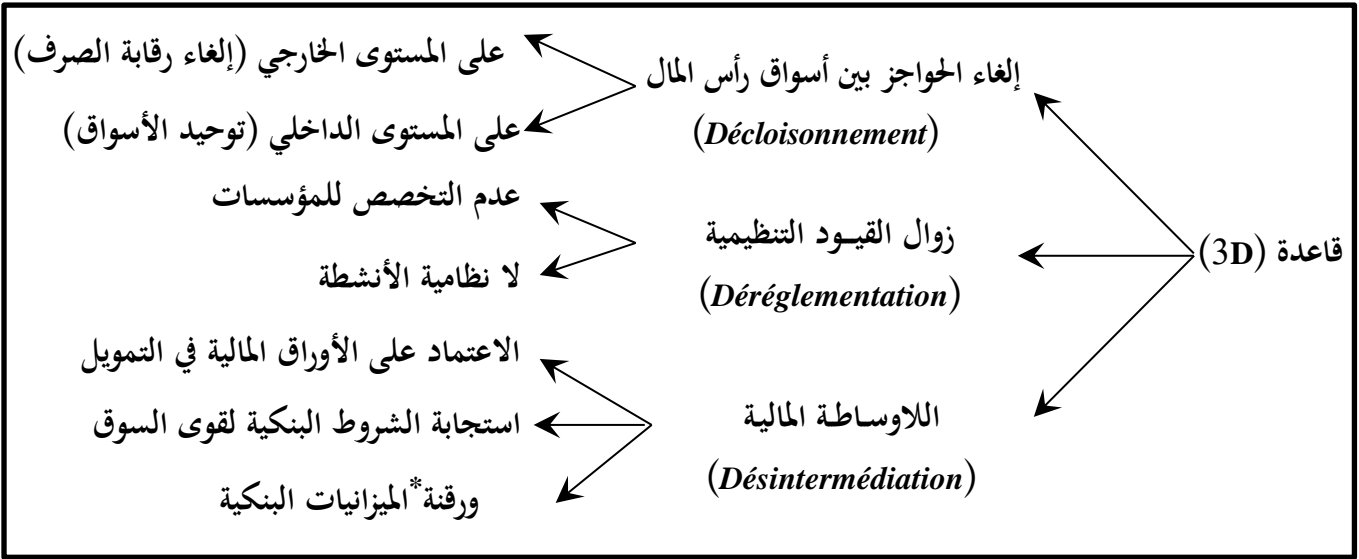 قاعدة (3D)
إلغاء الحواجز بين أسواق رأس المال
(Décloisonnement)
على المستوى الخارجي (إلغاء رقابة الصرف)
على المستوى الداخلي (توحيد الأسواق)
زوال القيـود التنظيمية
(Déréglementation)
عدم التخصص للمؤسسات
لا نظامية الأنشطة
اللاوسـاطـة المالية
(Désintermédiation)
الاعتماد على الأوراق المالية في التمويل
استجابة الشروط البنكية لقوى السوق
ورقنة*الميزانيات البنكية